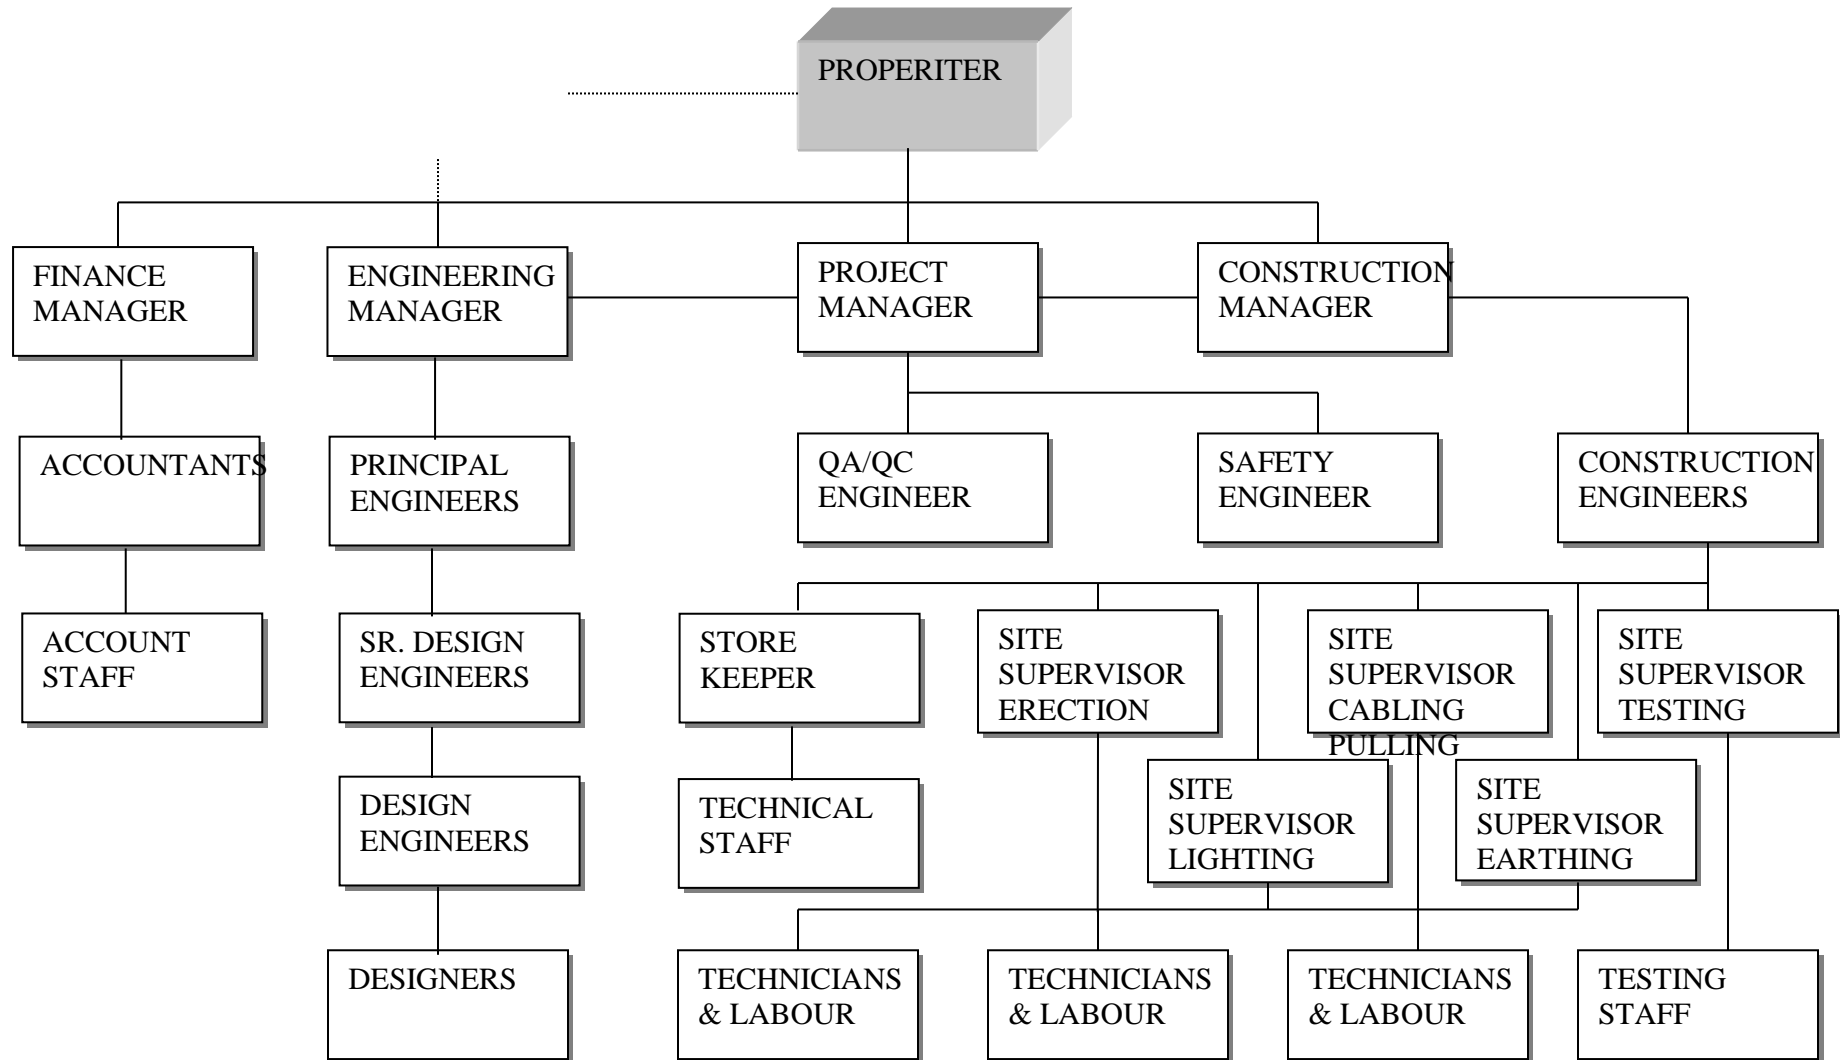 PROPERITER
FINANCE
MANAGER
ENGINEERING
MANAGER
PROJECT
MANAGER
CONSTRUCTION
MANAGER
ACCOUNTANTS
PRINCIPAL
ENGINEERS
QA/QC
ENGINEER
SAFETY
ENGINEER
CONSTRUCTION
ENGINEERS
ACCOUNT
STAFF
SR. DESIGN
ENGINEERS
STORE
KEEPER
SITE
SUPERVISOR
ERECTION
SITE
SUPERVISOR
CABLING
PULLING
SITE
SUPERVISOR
TESTING
DESIGN
ENGINEERS
TECHNICAL
STAFF
SITE
SUPERVISOR
LIGHTING
SITE
SUPERVISOR
EARTHING
DESIGNERS
TECHNICIANS
& LABOUR
TECHNICIANS
& LABOUR
TECHNICIANS
& LABOUR
TESTING
STAFF